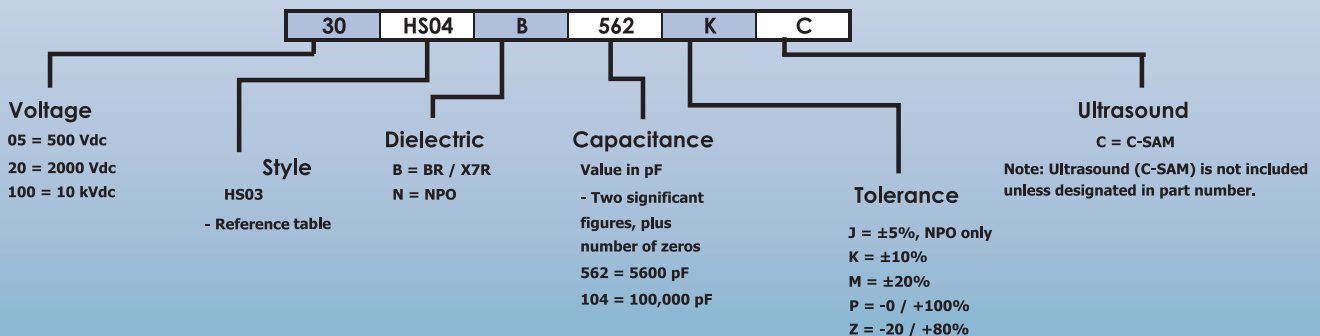 30 HS04 B 562 K C
Voltage
05 = 500 Vdc
20 = 2000 Vdc
100 = 10 kVdc
Style
HS03
- Reference table
Dielectric
B = BR / X7R
N = NPO
Capacitance
Value in pF
- Two significant
figures, plus
number of zeros
562 = 5600 pF
104 = 100,000 pF
Tolerance
J = ±5%, NPO only
K = ±10%
M = ±20%
P = -0 / +100%
Z = -20 / +80%
Ultrasound
C = C-SAM
Note: Ultrasound (C-SAM) is not included
unless designated in part number.